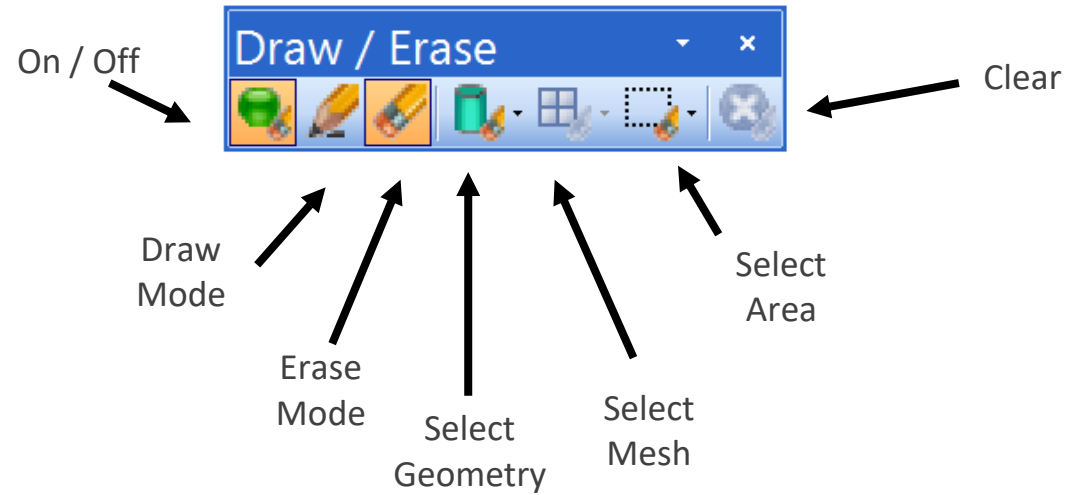 Draw / Erase
On / Off
Clear
Draw
Mode
Select
Area
Erase
Mode
Select
Geometry
Select
Mesh